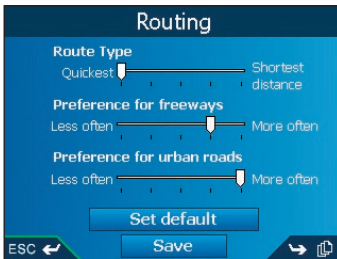 Routing
Route Type
Quickest Shortest distance
Preference for freeways
Less often More often
Preference for urban roads
Less often More often
Set default
Save
ESC